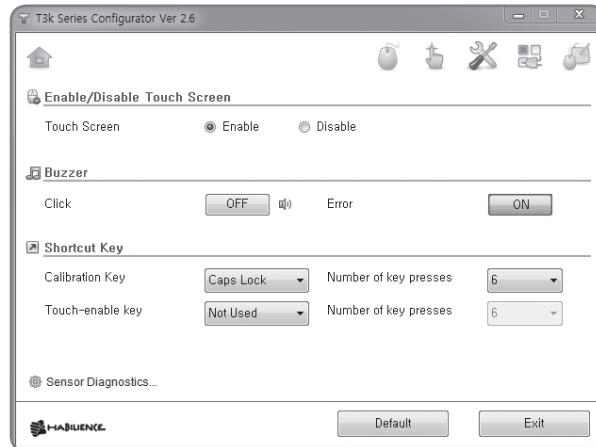 T3k Series Configurator Ver 2.6
Enable/Disable Touch Screen
Touch Screen Enable Disable
Buzzer
Click OFF Error ON
Shortcut Key
Calibration Key Caps Lock Number of key presses 6
Touch-enable key Not Used Number of key presses 6
Sensor Diagnostics...
HABILIENCE Default Exit